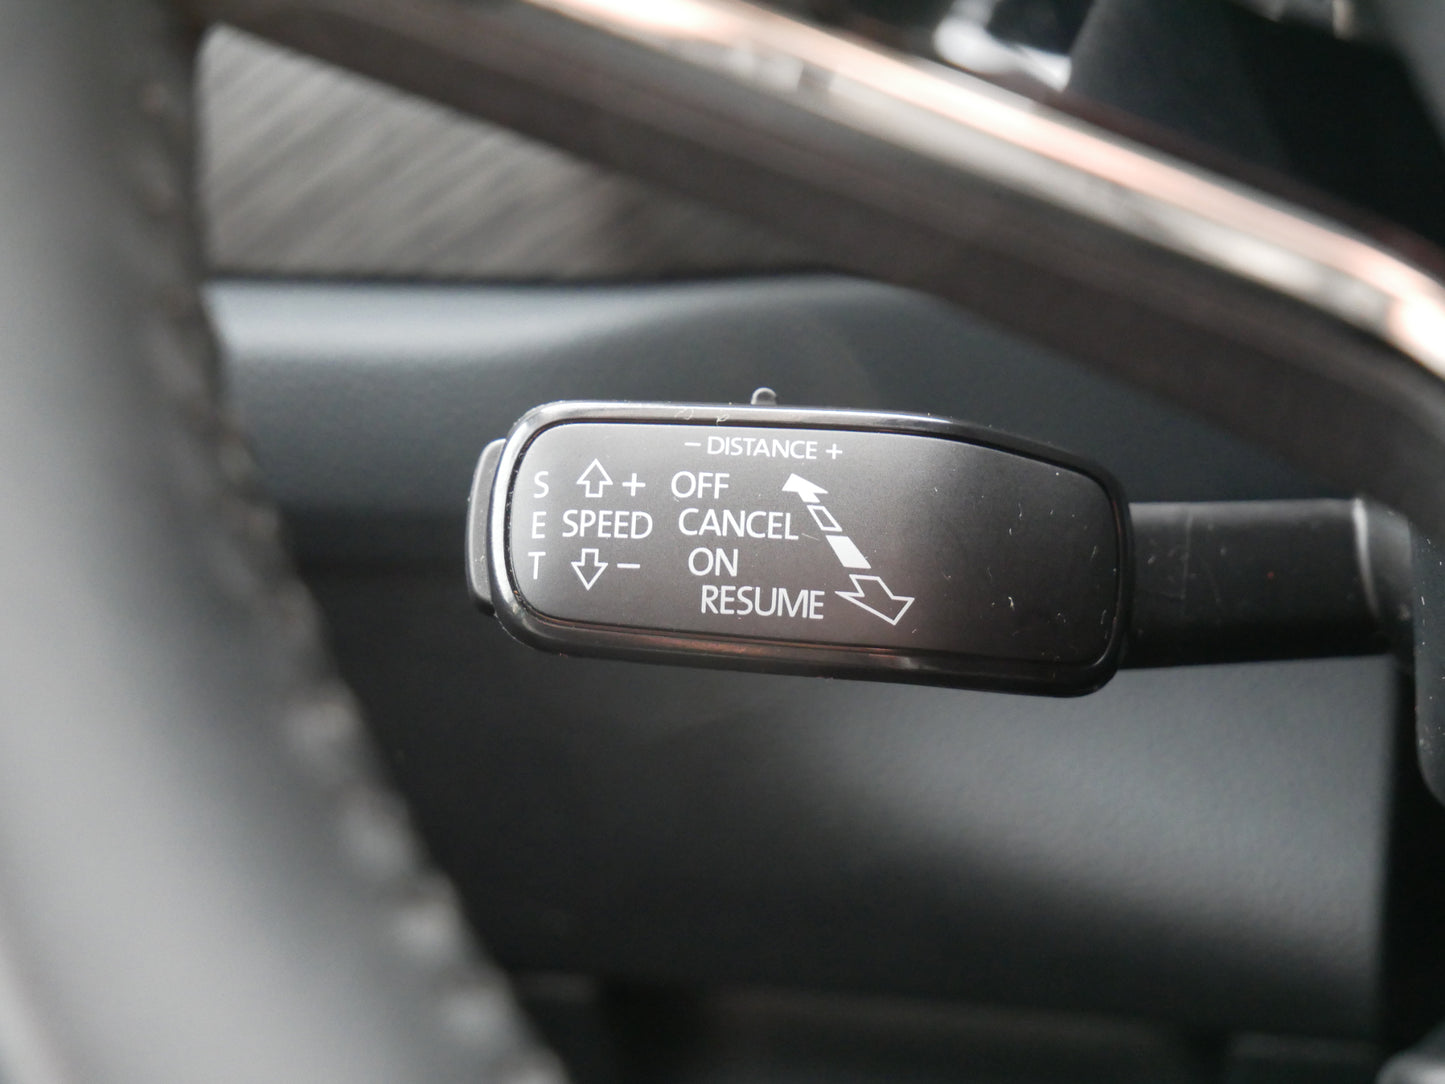 - DISTANCE +
S + OFF
E SPEED CANCEL
T - ON
RESUME